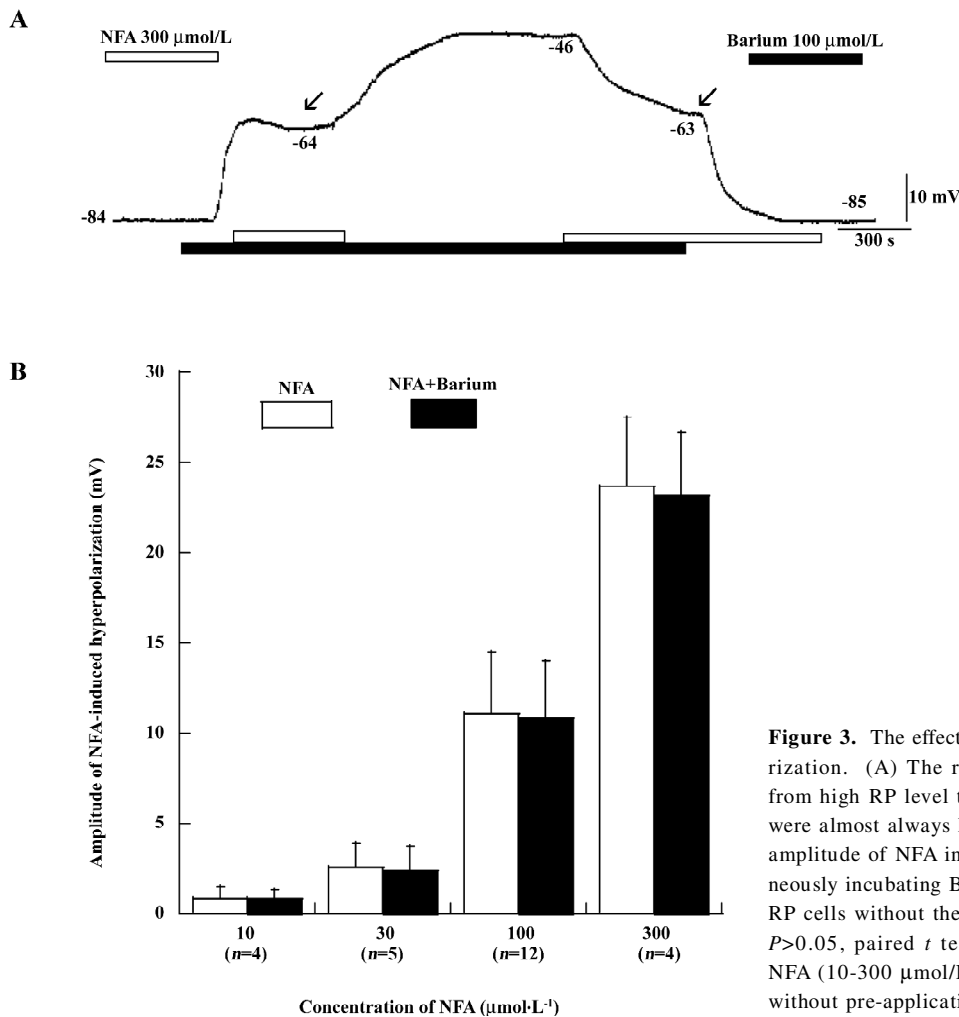 A
NFA 300 µmol/L
Barium 100 µmol/L
-46
-64
-63
-84
-85
10 mV
300 s
B
30
25
20
15
10
5
0
NFA
NFA+Barium
Amplitude of NFA-induced hyperpolarization (mV)
10
30
100
300
(n=4)
(n=5)
(n=12)
(n=4)
Concentration of NFA (µmol·L⁻¹)
Figure 3. The effect
rization. (A) The r
from high RP level t
were almost always
amplitude of NFA in
neously incubating B
RP cells without the
P>0.05, paired t te
NFA (10-300 µmol/
without pre-applicati